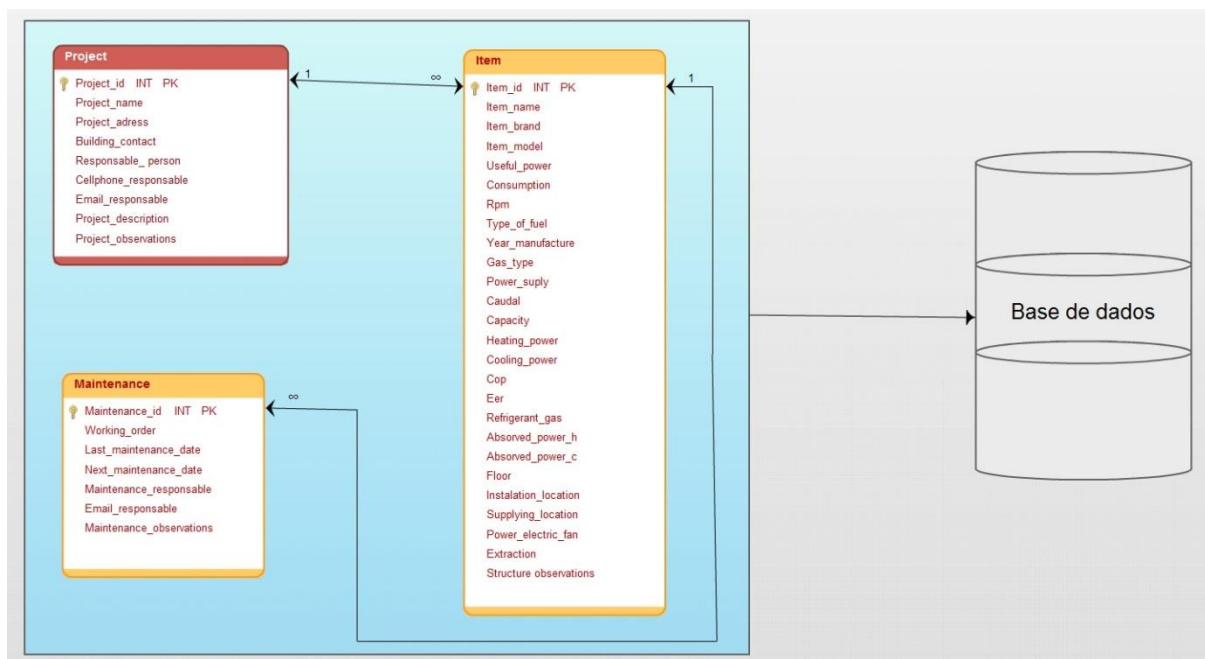 Project
Project_id INT PK
Project_name
Project_adress
Building_contact
Responsable_ person
Cellphone_responsable
Email_responsable
Project_description
Project_observations
1
∞
Item
Item_id INT PK
Item_name
Item_brand
Item_model
Useful_power
Consumption
Rpm
Type_of_fuel
Year_manufacture
Gas_type
Power_suply
Caudal
Capacity
Heating_power
Cooling_power
Cop
Eer
Refrigerant_gas
Absorved_power_h
Absorved_power_c
Floor
Instalation_location
Supplying_location
Power_electric_fan
Extraction
Structure observations
1
Maintenance
Maintenance_id INT PK
Working_order
Last_maintenance_date
Next_maintenance_date
Maintenance_responsable
Email_responsable
Maintenance_observations
∞
Base de dados